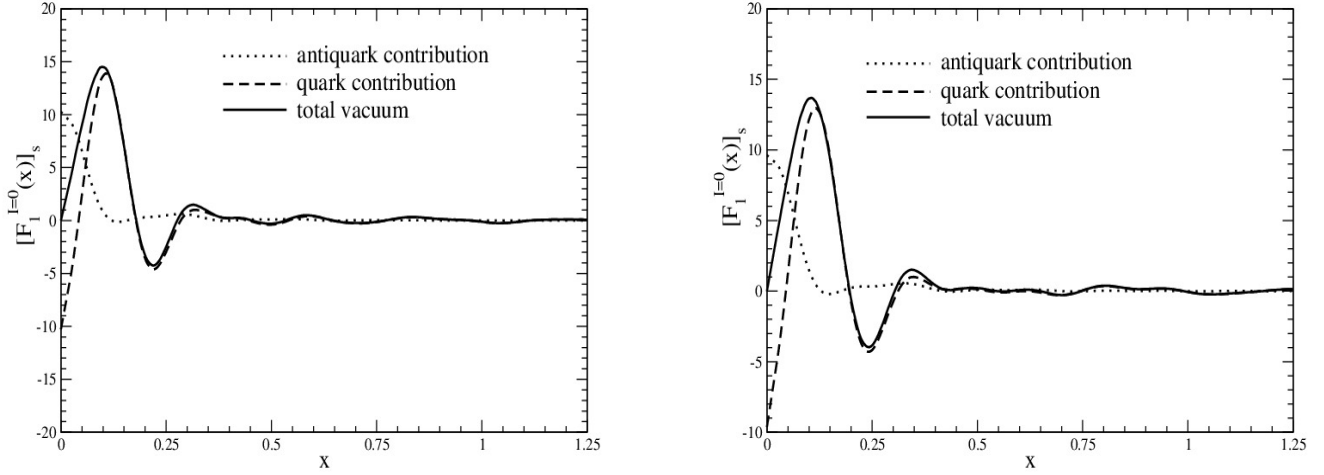 20
15
10
5
0
-5
-10
-15
-20
[F₁ᴵ⁼⁰(x)]ₛ
antiquark contribution
quark contribution
total vacuum
0 0.25 0.5 0.75 1 1.25
x
20
15
10
5
0
-5
-10
[F₁ᴵ⁼⁰(x)]ₛ
antiquark contribution
quark contribution
total vacuum
0 0.25 0.5 0.75 1 1.25
x